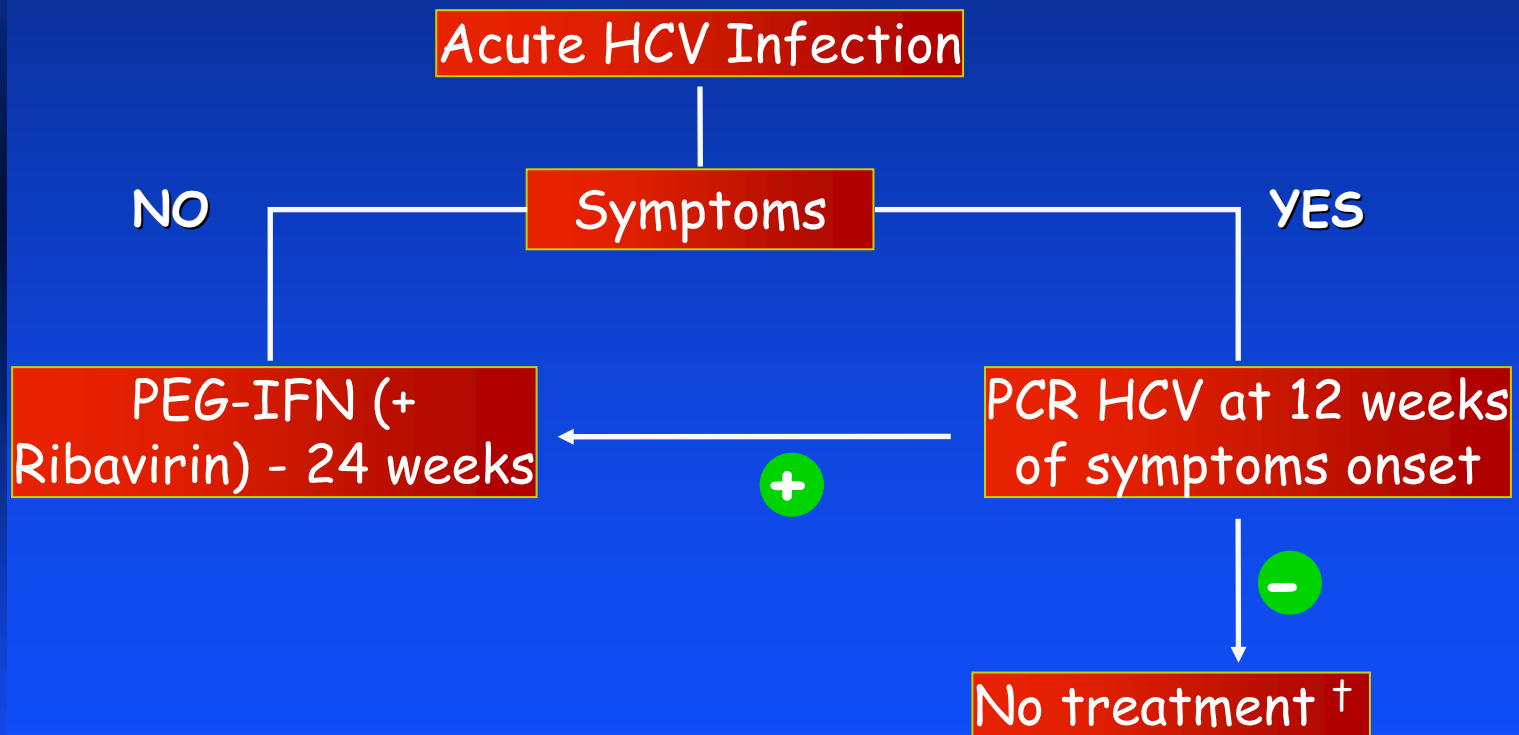 Acute HCV Infection
Symptoms
NO
YES
PEG-IFN (+
Ribavirin) - 24 weeks
PCR HCV at 12 weeks
of symptoms onset
+
-
No treatment †